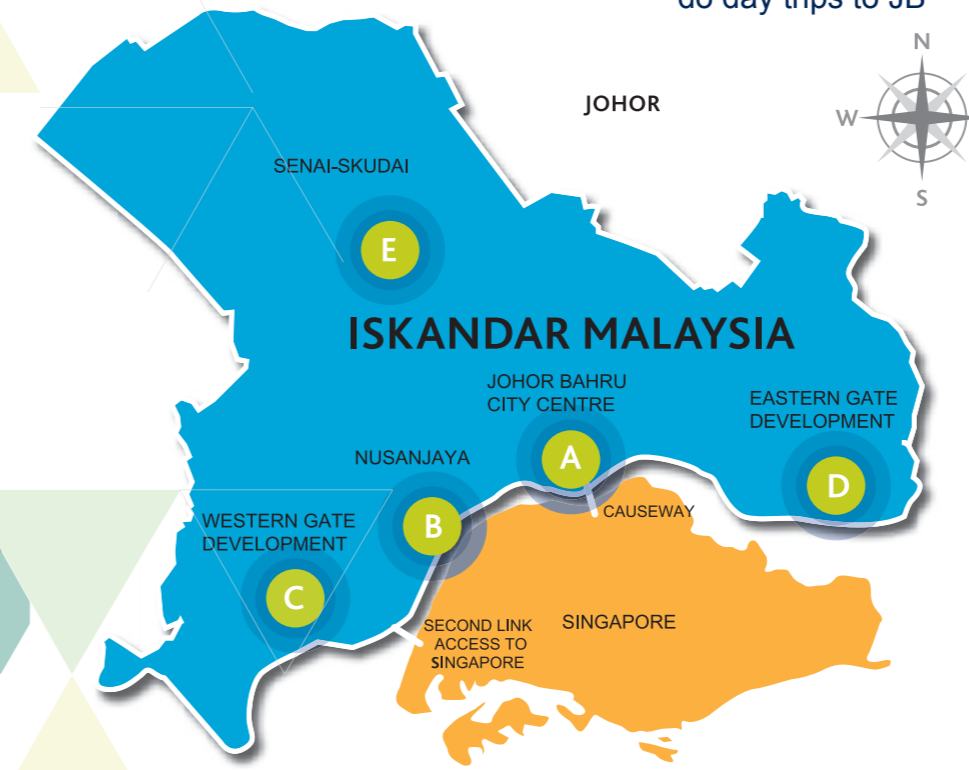 do day trips to JB
N
W
S
JOHOR
SENAI-SKUDAI
E
ISKANDAR MALAYSIA
JOHOR BAHRU
CITY CENTRE
A
EASTERN GATE
DEVELOPMENT
D
NUSANJAYA
B
CAUSEWAY
WESTERN GATE
DEVELOPMENT
C
SECOND LINK
ACCESS TO
SINGAPORE
SINGAPORE